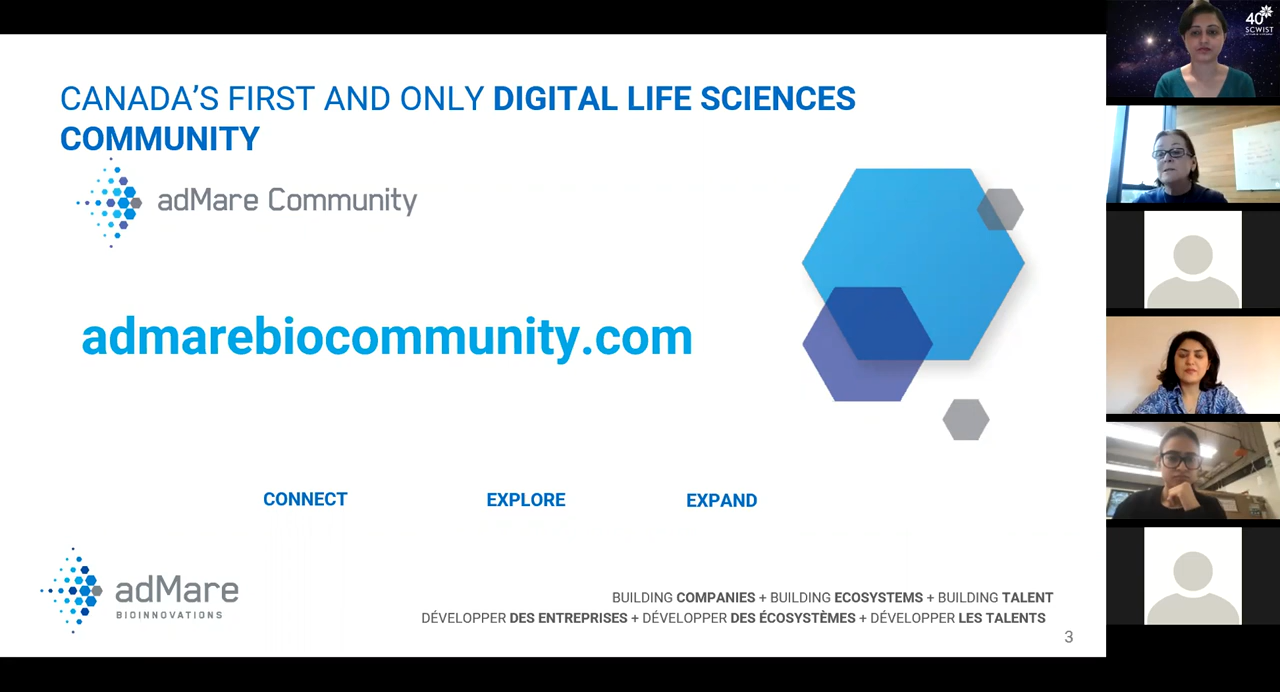 CANADA'S FIRST AND ONLY DIGITAL LIFE SCIENCES
COMMUNITY
adMare Community
admarebiocommunity.com
CONNECT EXPLORE EXPAND
adMare
BIOINNOVATIONS
BUILDING COMPANIES + BUILDING ECOSYSTEMS + BUILDING TALENT
DÉVELOPPER DES ENTREPRISES + DÉVELOPPER DES ÉCOSYSTÈMES + DÉVELOPPER LES TALENTS
3
40
SCWIST